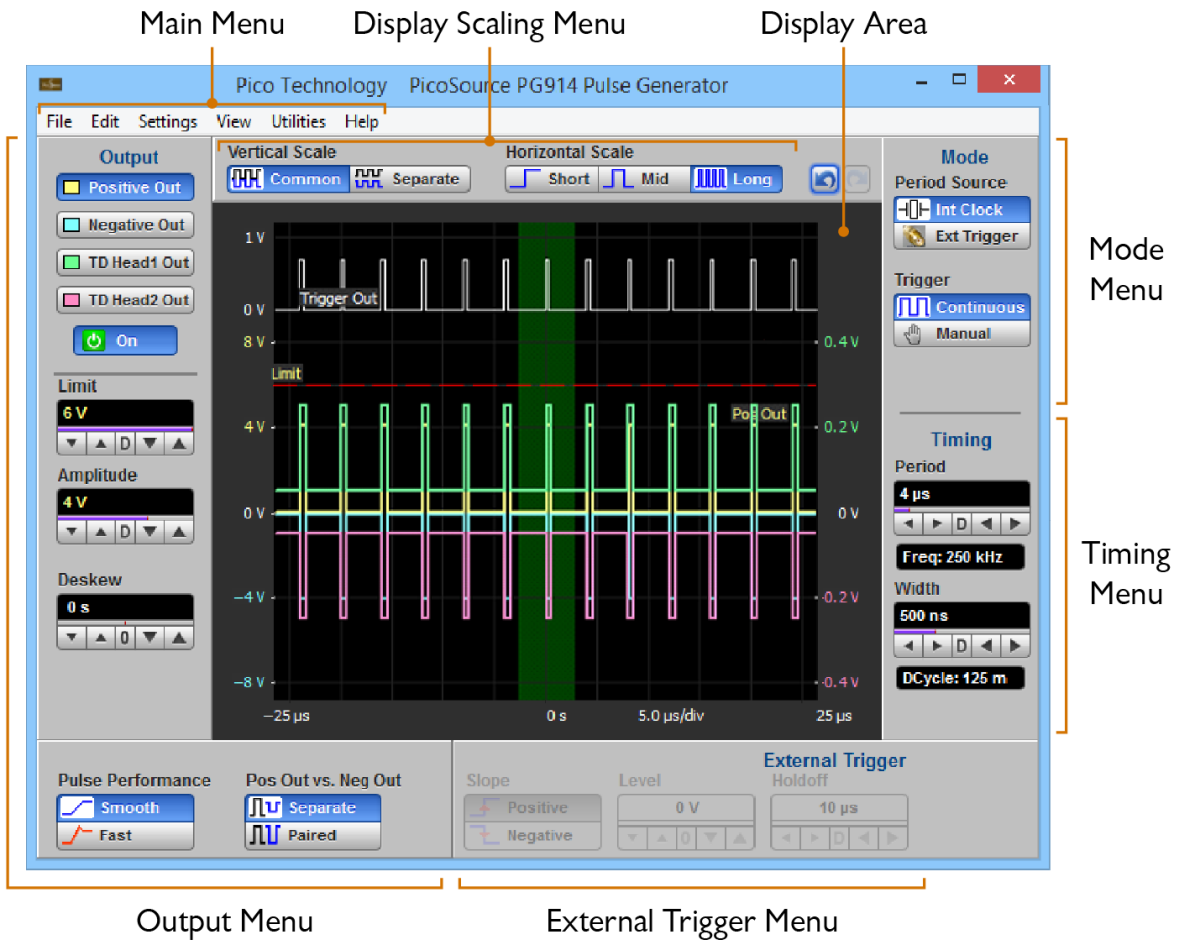 Main Menu
Display Scaling Menu
Display Area
Pico Technology PicoSource PG914 Pulse Generator
File Edit Settings View Utilities Help
Output
Positive Out
Negative Out
TD Head1 Out
TD Head2 Out
On
Limit
6 V
D
Amplitude
4 V
D
Deskew
0 s
0
Vertical Scale
Common
Separate
Horizontal Scale
Short
Mid
Long
1 V
Trigger Out
0 V
8 V
0.4 V
Limit
Pos Out
4 V
0.2 V
0 V
0 V
−4 V
-0.2 V
−8 V
-0.4 V
−25 µs
0 s
5.0 µs/div
25 µs
Mode
Period Source
Int Clock
Ext Trigger
Trigger
Continuous
Manual
Timing
Period
4 µs
D
Freq: 250 kHz
Width
500 ns
D
DCycle: 125 m
Mode
Menu
Timing
Menu
Pulse Performance
Smooth
Fast
Pos Out vs. Neg Out
Separate
Paired
External Trigger
Slope
Positive
Negative
Level
0 V
0
Holdoff
10 µs
D
Output Menu
External Trigger Menu